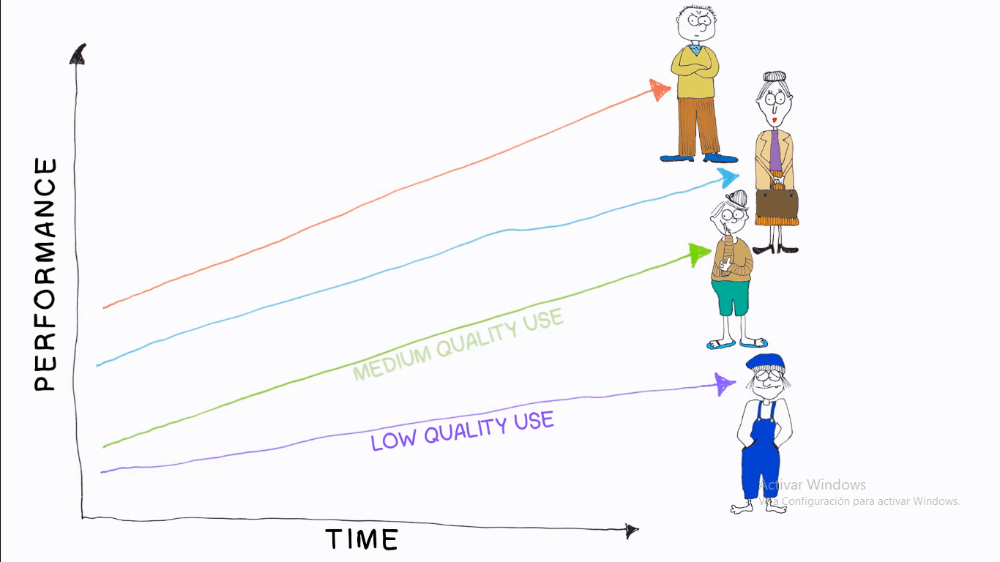 PERFORMANCE
MEDIUM QUALITY USE
LOW QUALITY USE
TIME
Activar Windows
Ve a Configuración para activar Windows.